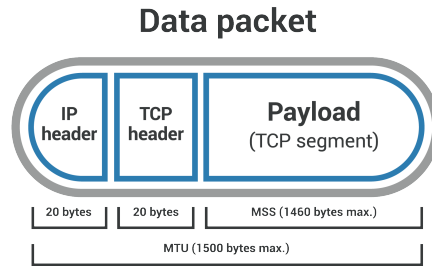 Data packet
IP
header
TCP
header
Payload
(TCP segment)
20 bytes
20 bytes
MSS (1460 bytes max.)
MTU (1500 bytes max.)